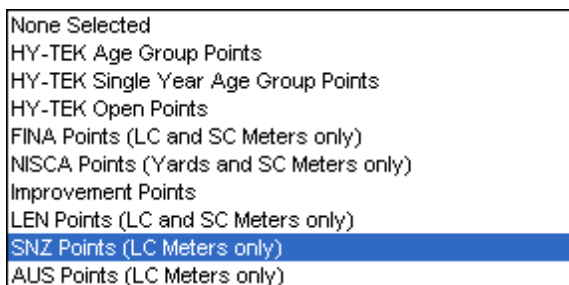 None Selected
HY-TEK Age Group Points
HY-TEK Single Year Age Group Points
HY-TEK Open Points
FINA Points (LC and SC Meters only)
NISCA Points (Yards and SC Meters only)
Improvement Points
LEN Points (LC and SC Meters only)
SNZ Points (LC Meters only)
AUS Points (LC Meters only)